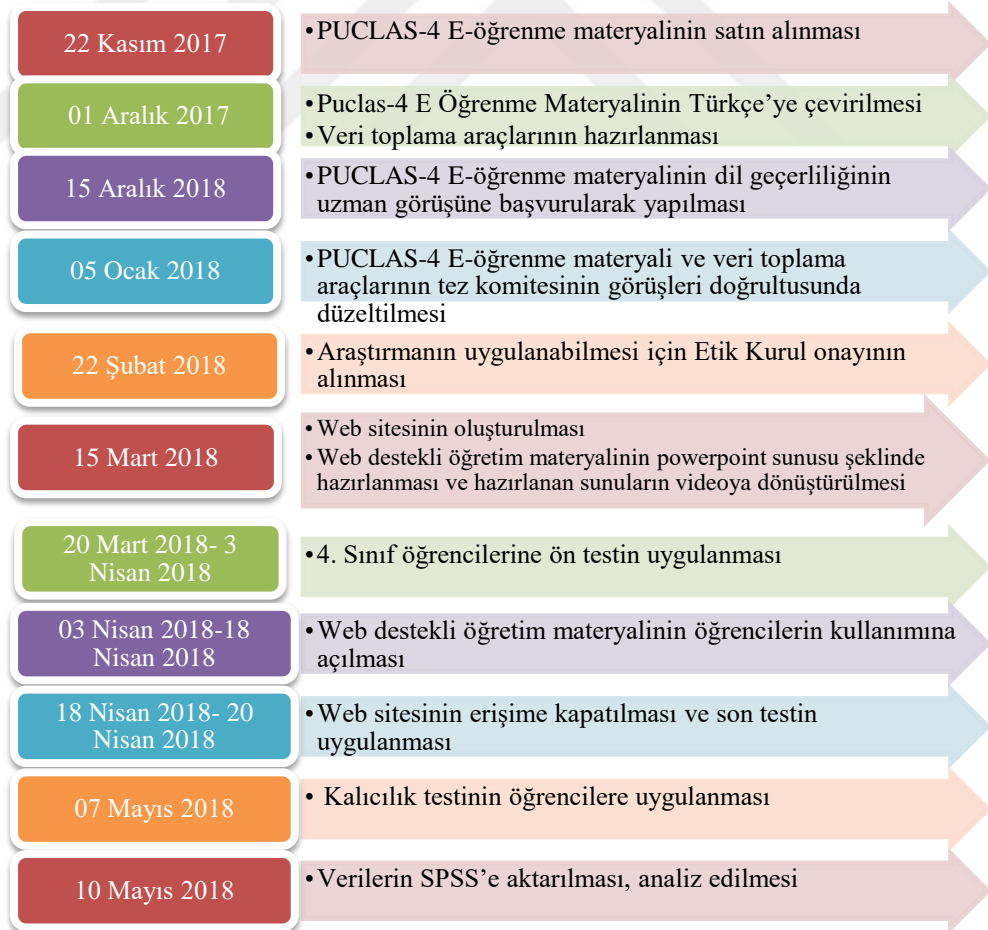 22 Kasım 2017
•PUCLAS-4 E-öğrenme materyalinin satın alınması
01 Aralık 2017
•Puclas-4 E Öğrenme Materyalinin Türkçe’ye çevirilmesi
•Veri toplama araçlarının hazırlanması
15 Aralık 2018
•PUCLAS-4 E-öğrenme materyalinin dil geçerliliğinin
uzman görüşüne başvurularak yapılması
05 Ocak 2018
•PUCLAS-4 E-öğrenme materyali ve veri toplama
araçlarının tez komitesinin görüşleri doğrultusunda
düzeltilmesi
22 Şubat 2018
•Araştırmanın uygulanabilmesi için Etik Kurul onayının
alınması
15 Mart 2018
•Web sitesinin oluşturulması
•Web destekli öğretim materyalinin powerpoint sunusu şeklinde
hazırlanması ve hazırlanan sunuların videoya dönüştürülmesi
20 Mart 2018- 3
Nisan 2018
•4. Sınıf öğrencilerine ön testin uygulanması
03 Nisan 2018-18
Nisan 2018
•Web destekli öğretim materyalinin öğrencilerin kullanımına
açılması
18 Nisan 2018- 20
Nisan 2018
•Web sitesinin erişime kapatılması ve son testin
uygulanması
07 Mayıs 2018
• Kalıcılık testinin öğrencilere uygulanması
10 Mayıs 2018
•Verilerin SPSS’e aktarılması, analiz edilmesi